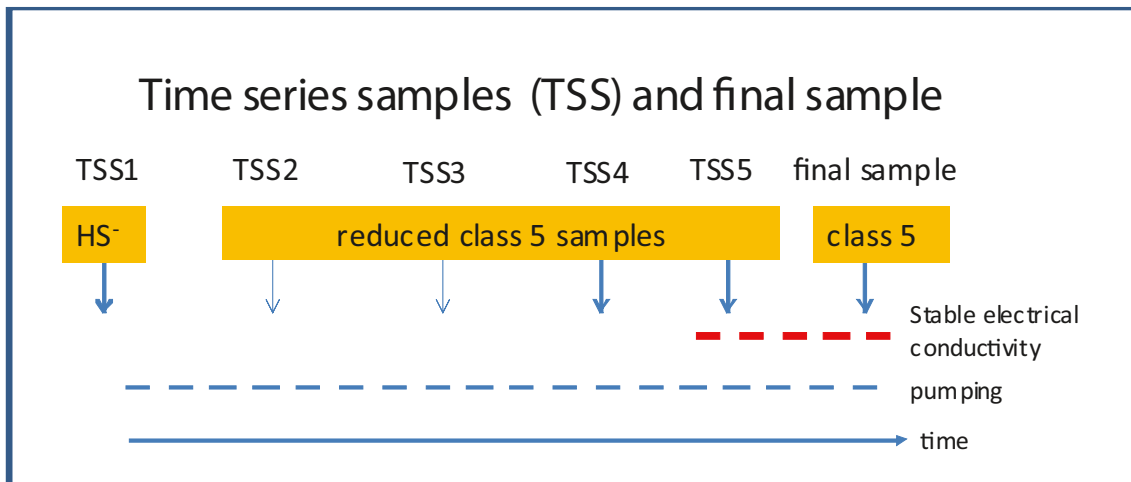 Time series samples (TSS) and final sample
TSS1 TSS2 TSS3 TSS4 TSS5 final sample
HS⁻ reduced class 5 samples class 5
Stable electrical
conductivity
pumping
time